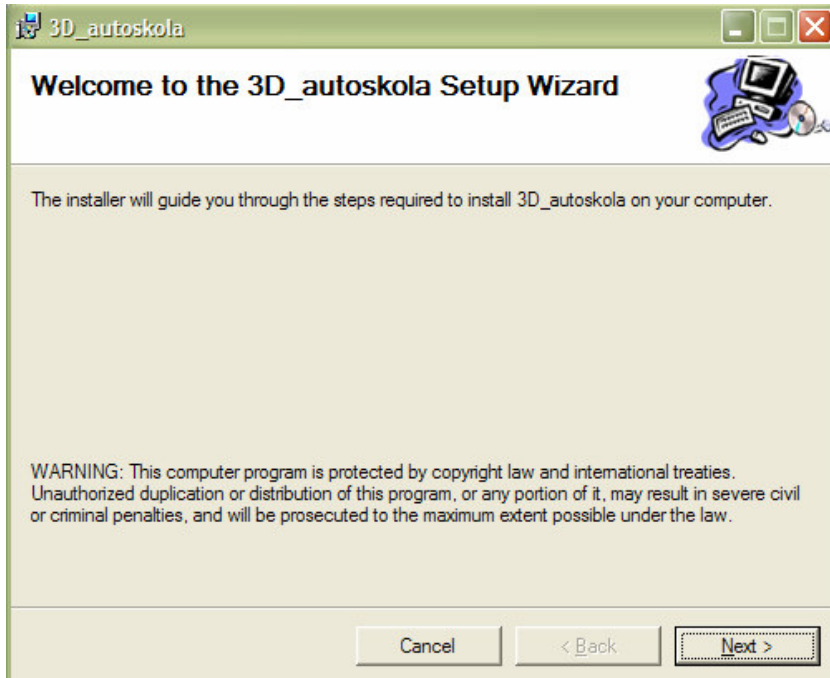 3D_autoskola
Welcome to the 3D_autoskola Setup Wizard
The installer will guide you through the steps required to install 3D_autoskola on your computer.
WARNING: This computer program is protected by copyright law and international treaties.
Unauthorized duplication or distribution of this program, or any portion of it, may result in severe civil
or criminal penalties, and will be prosecuted to the maximum extent possible under the law.
Cancel
< Back
Next >